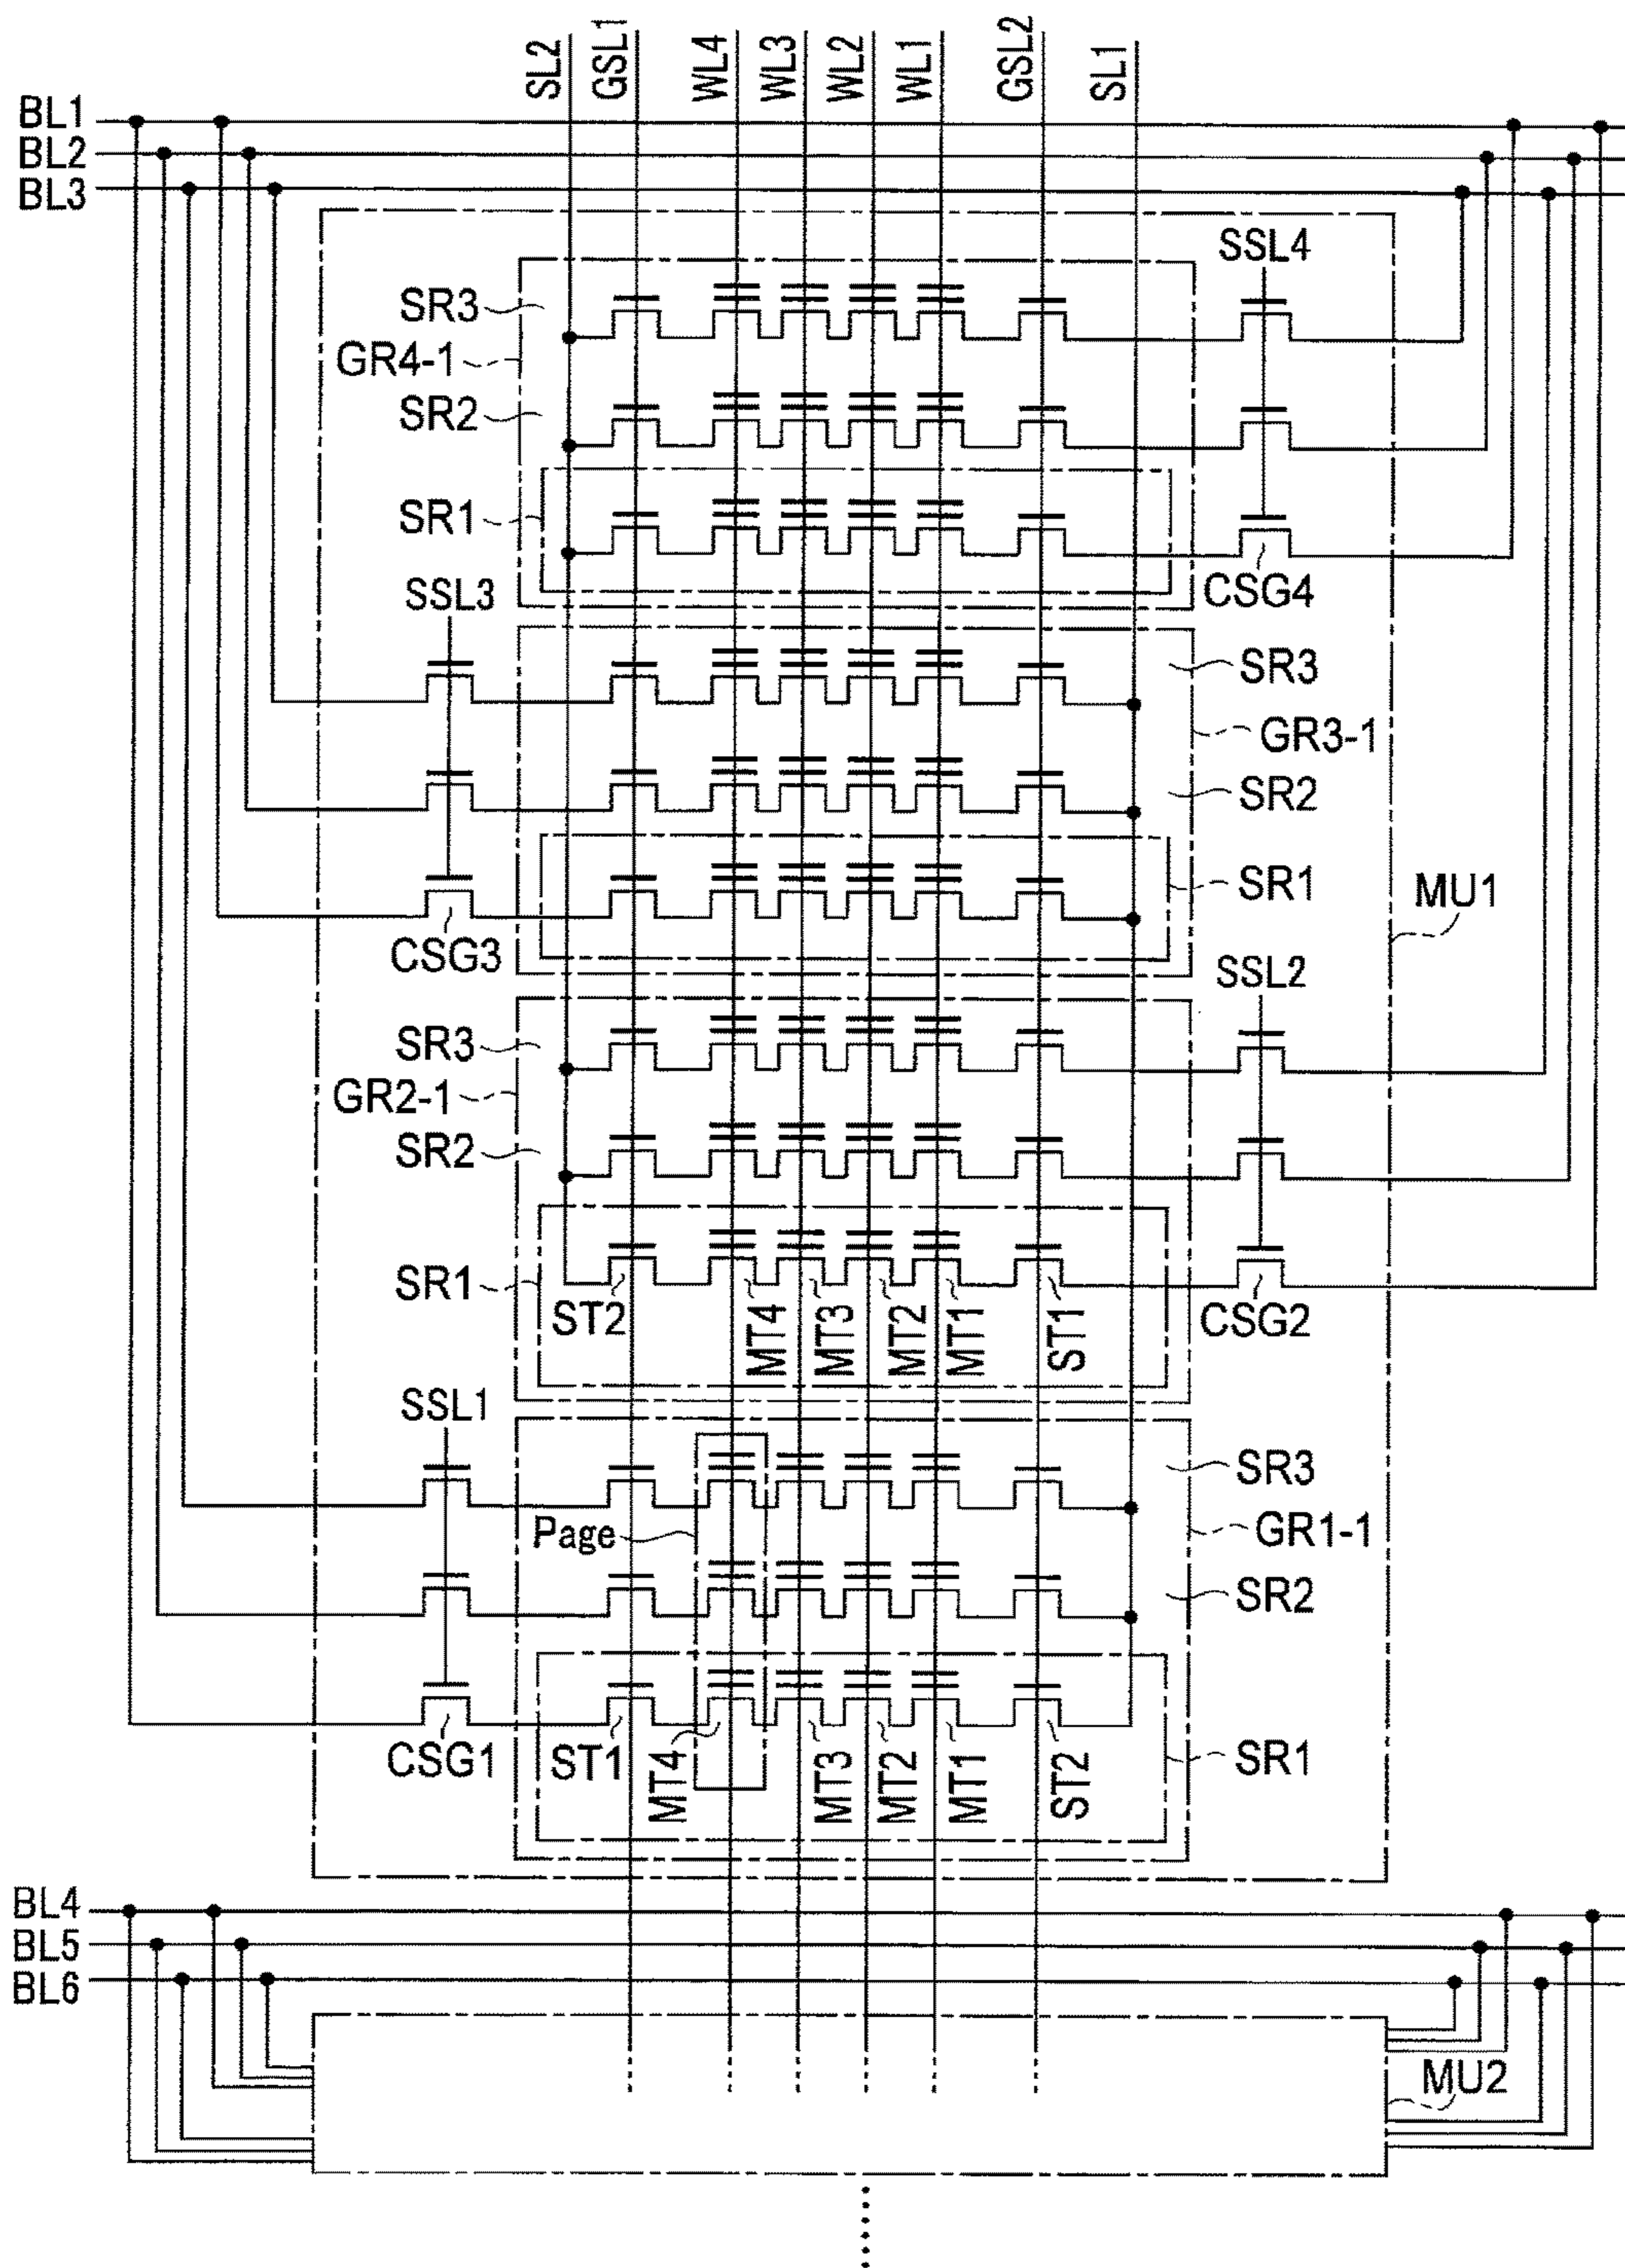 SL2 GSL1 WL4 WL3 WL2 WL1 GSL2 SL1
BL1
BL2
BL3
SSL4
SR3
GR4-1
SR2
SR1
CSG4
SSL3
SR3
GR3-1
SR2
SR1
MU1
CSG3
SSL2
SR3
GR2-1
SR2
SR1
ST2 MT4 MT3 MT2 MT1 ST1
CSG2
SSL1
SR3
Page
GR1-1
SR2
CSG1 ST1 MT4 MT3 MT2 MT1 ST2
SR1
BL4
BL5
BL6
MU2